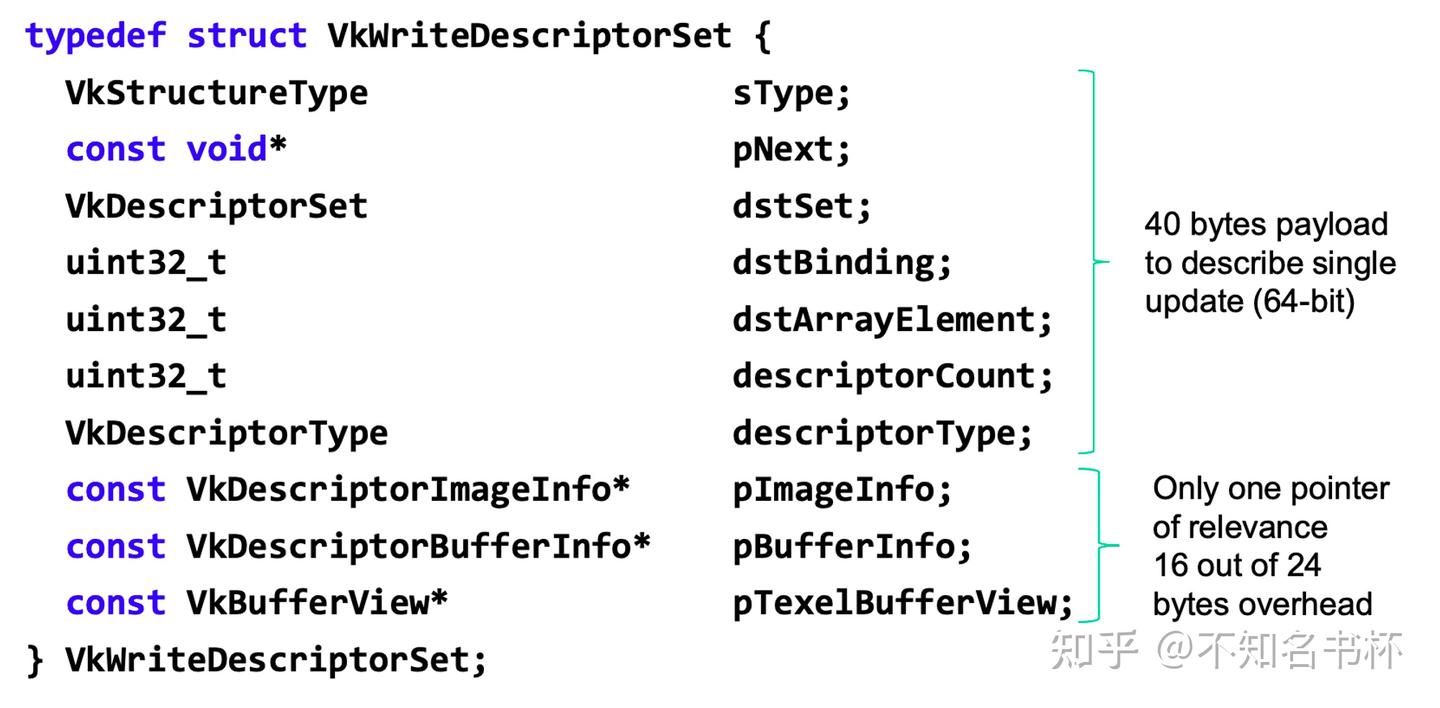 typedef struct VkWriteDescriptorSet {
VkStructureType sType;
const void* pNext;
VkDescriptorSet dstSet;
uint32_t dstBinding;
uint32_t dstArrayElement;
uint32_t descriptorCount;
VkDescriptorType descriptorType;
const VkDescriptorImageInfo* pImageInfo;
const VkDescriptorBufferInfo* pBufferInfo;
const VkBufferView* pTexelBufferView;
} VkWriteDescriptorSet;
40 bytes payload
to describe single
update (64-bit)
Only one pointer
of relevance
16 out of 24
bytes overhead
知乎 @不知名书杯